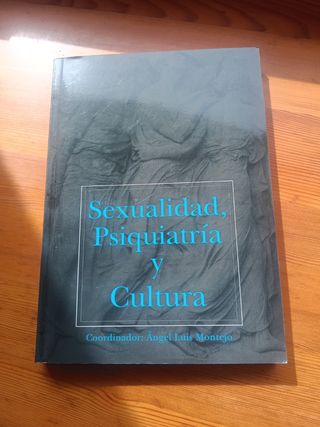 Sexualidad,
Psiquiatría
y
Cultura
Coordinador: Ángel Luis Montejo